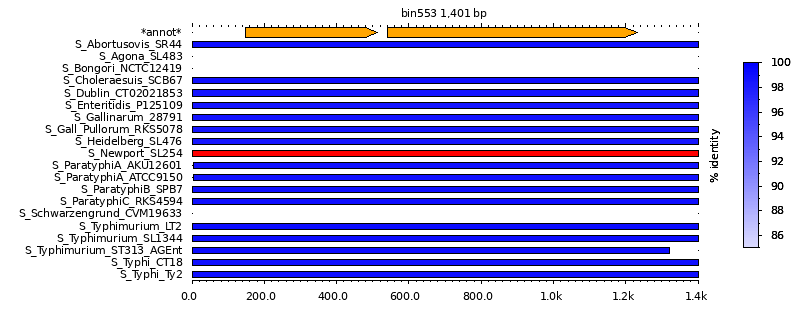 bin553 1,401 bp
*annot*
S_Abortusovis_SR44
S_Agona_SL483
S_Bongori_NCTC12419
S_Choleraesuis_SCB67
S_Dublin_CT02021853
S_Enteritidis_P125109
S_Gallinarum_28791
S_Gall_Pullorum_RKS5078
S_Heidelberg_SL476
S_Newport_SL254
S_ParatyphiA_AKU12601
S_ParatyphiA_ATCC9150
S_ParatyphiB_SPB7
S_ParatyphiC_RKS4594
S_Schwarzengrund_CVM19633
S_Typhimurium_LT2
S_Typhimurium_SL1344
S_Typhimurium_ST313_AGEnt
S_Typhi_CT18
S_Typhi_Ty2
0.0 200.0 400.0 600.0 800.0 1.0k 1.2k 1.4k
% identity
100
98
96
94
92
90
88
86